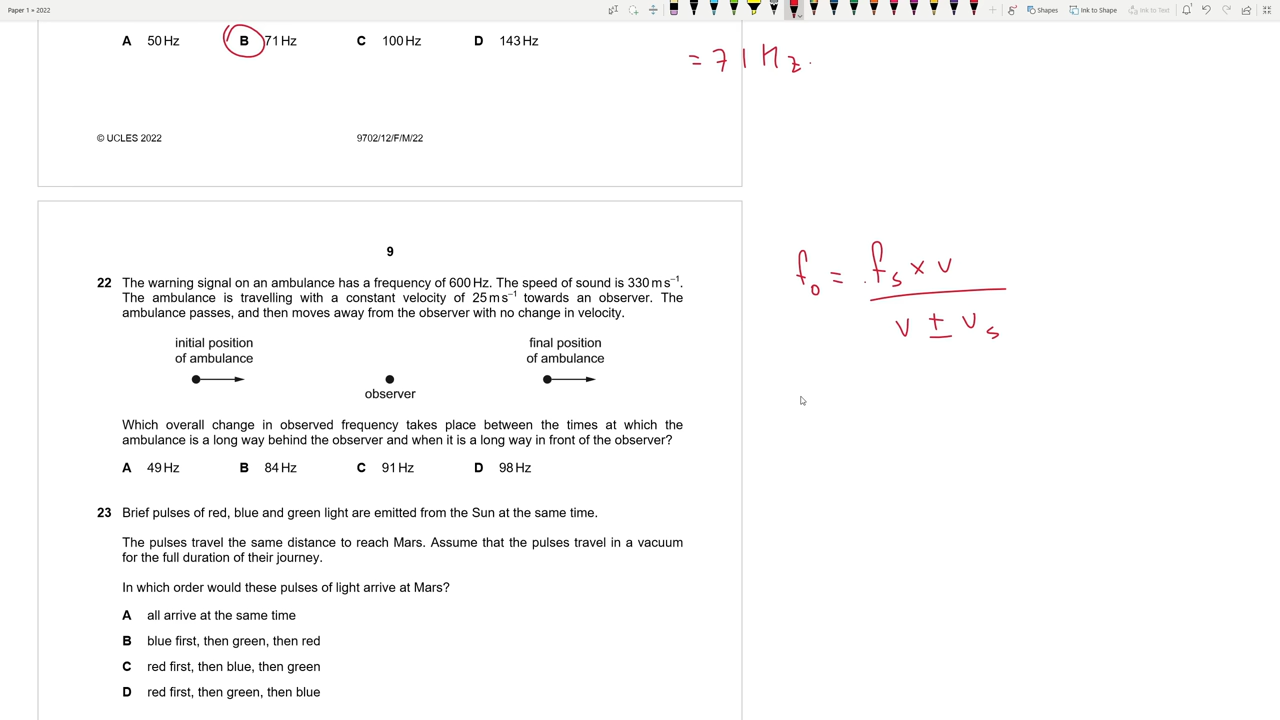 Paper 1 » 2022
Shapes Ink to Shape Ink to Text
A 50 Hz B 71 Hz C 100 Hz D 143 Hz
= 71 Hz.
© UCLES 2022 9702/12/F/M/22
9
22 The warning signal on an ambulance has a frequency of 600 Hz. The speed of sound is 330 m s⁻¹.
The ambulance is travelling with a constant velocity of 25 m s⁻¹ towards an observer. The
ambulance passes, and then moves away from the observer with no change in velocity.
initial position
of ambulance
final position
of ambulance
observer
f₀ = fₛ × v
v ± vₛ
Which overall change in observed frequency takes place between the times at which the
ambulance is a long way behind the observer and when it is a long way in front of the observer?
A 49 Hz B 84 Hz C 91 Hz D 98 Hz
23 Brief pulses of red, blue and green light are emitted from the Sun at the same time.
The pulses travel the same distance to reach Mars. Assume that the pulses travel in a vacuum
for the full duration of their journey.
In which order would these pulses of light arrive at Mars?
A all arrive at the same time
B blue first, then green, then red
C red first, then blue, then green
D red first, then green, then blue